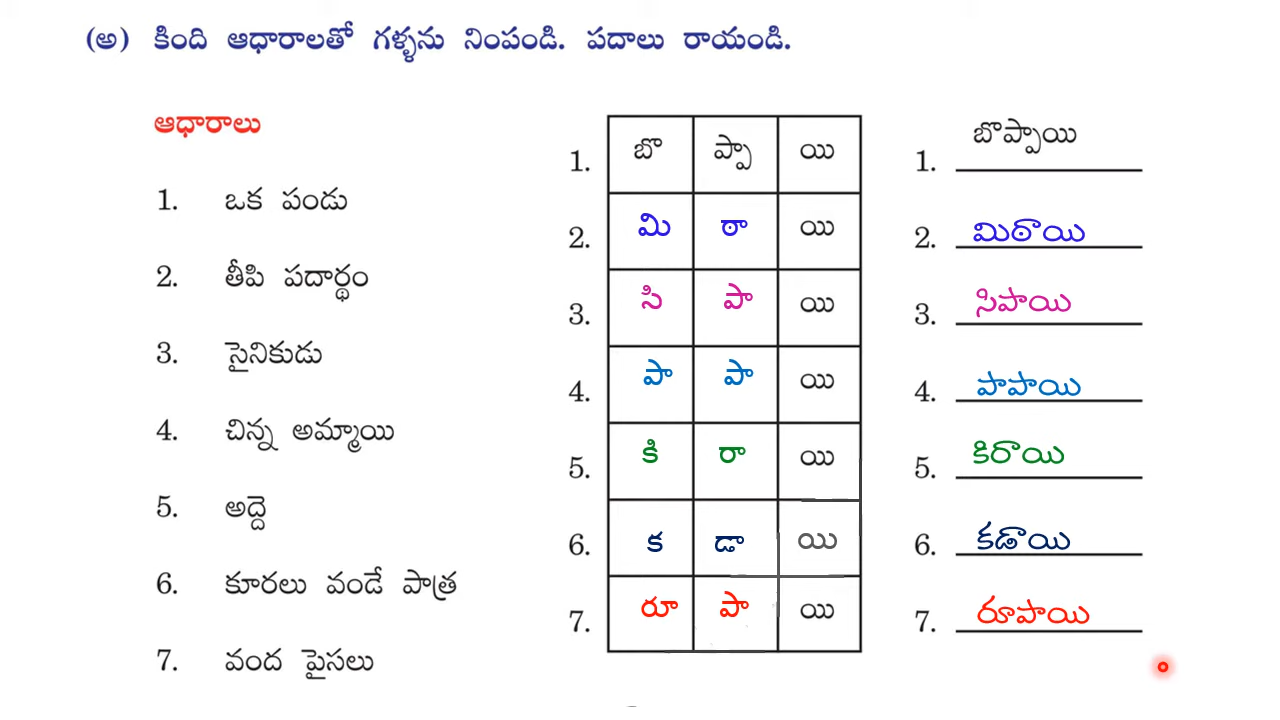 (అ) కింది ఆధారాలతో గళ్ళను నింపండి. పదాలు రాయండి.
ఆధారాలు
1. ఒక పండు
2. తీపి పదార్థం
3. సైనికుడు
4. చిన్న అమ్మాయి
5. అద్దె
6. కూరలు వండే పాత్ర
7. వంద పైసలు
1. బొ ప్పా యి
2. మి ఠా యి
3. సి పా యి
4. పా పా యి
5. కి రా యి
6. క డా యి
7. రూ పా యి
1. బొప్పాయి
2. మిఠాయి
3. సిపాయి
4. పాపాయి
5. కిరాయి
6. కడాయి
7. రూపాయి